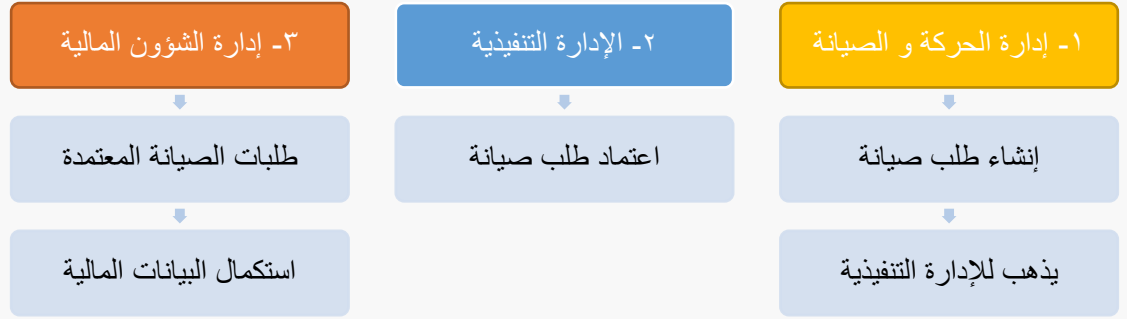 ١- إدارة الحركة و الصيانة
إنشاء طلب صيانة
يذهب للإدارة التنفيذية
٢- الإدارة التنفيذية
اعتماد طلب صيانة
٣- إدارة الشؤون المالية
طلبات الصيانة المعتمدة
استكمال البيانات المالية